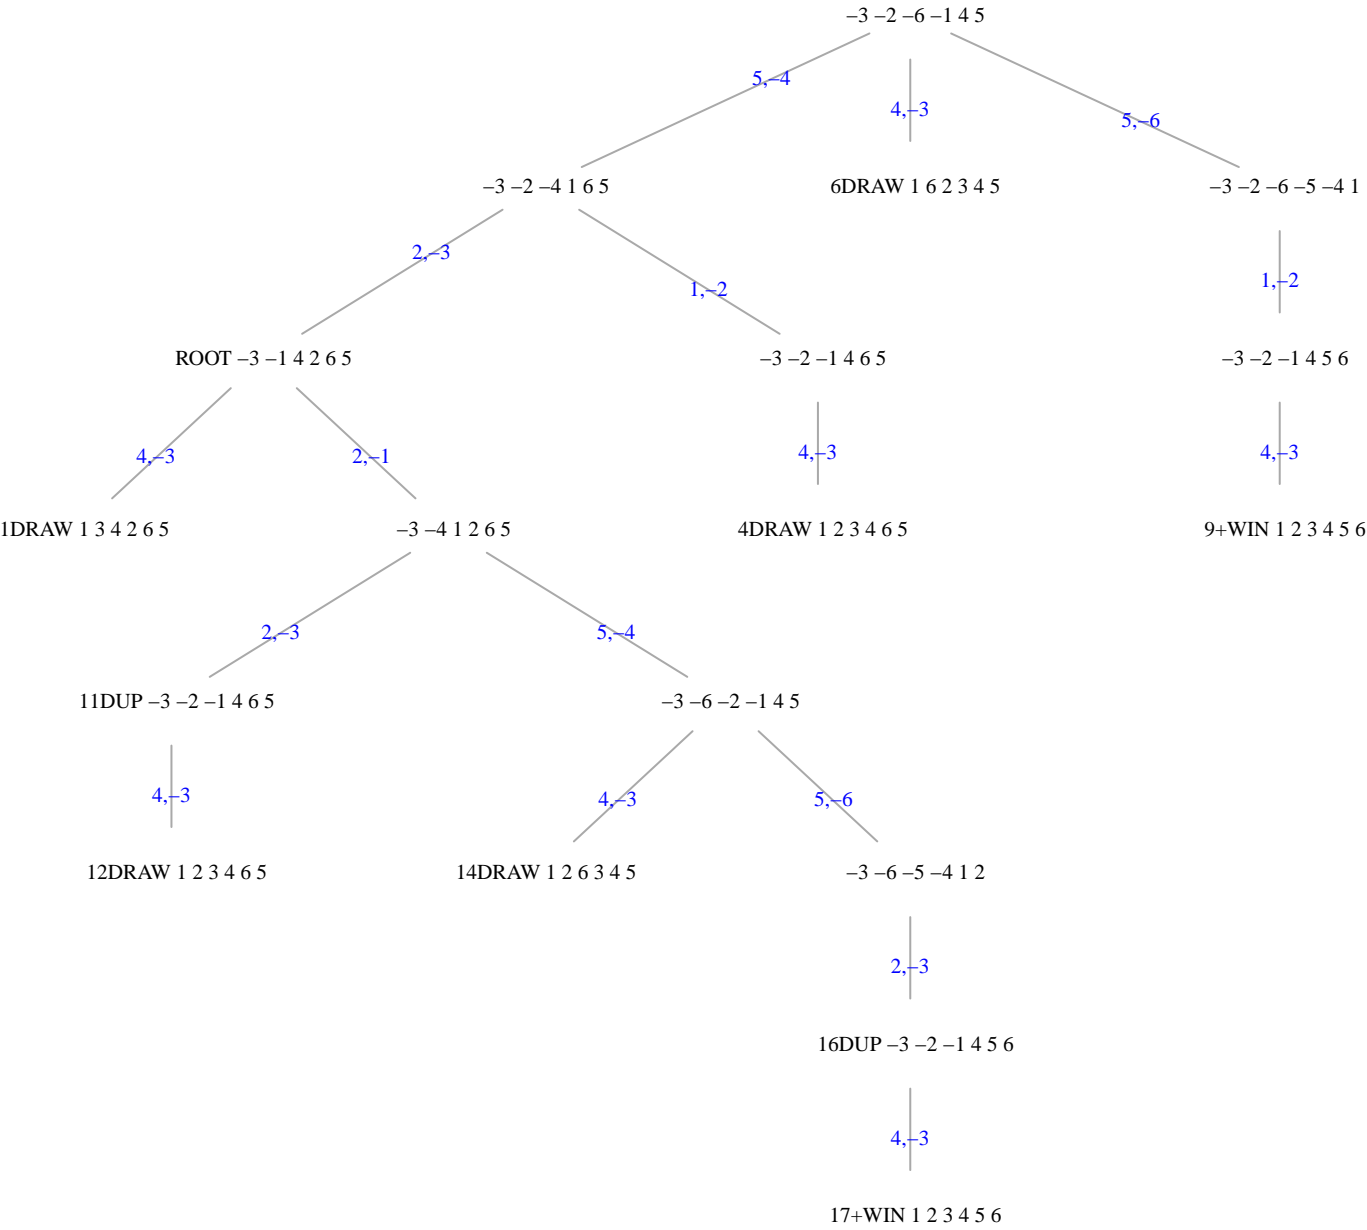 −3 −2 −6 −1 4 5
5,−4
4,−3
5,−6
−3 −2 −4 1 6 5
6DRAW 1 6 2 3 4 5
−3 −2 −6 −5 −4 1
2,−3
1,−2
1,−2
ROOT −3 −1 4 2 6 5
−3 −2 −1 4 6 5
−3 −2 −1 4 5 6
4,−3
2,−1
4,−3
4,−3
1DRAW 1 3 4 2 6 5
−3 −4 1 2 6 5
4DRAW 1 2 3 4 6 5
9+WIN 1 2 3 4 5 6
2,−3
5,−4
11DUP −3 −2 −1 4 6 5
−3 −6 −2 −1 4 5
4,−3
4,−3
5,−6
12DRAW 1 2 3 4 6 5
14DRAW 1 2 6 3 4 5
−3 −6 −5 −4 1 2
2,−3
16DUP −3 −2 −1 4 5 6
4,−3
17+WIN 1 2 3 4 5 6